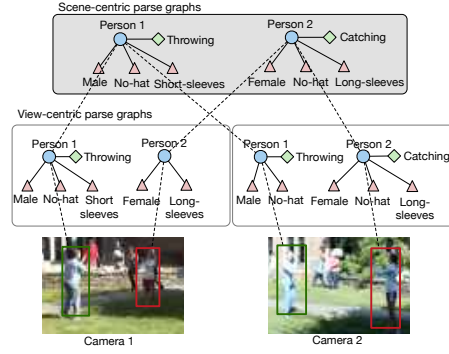 Scene-centric parse graphs
Person 1
Throwing
Male No-hat Short-sleeves
Person 2
Catching
Female No-hat Long-sleeves
View-centric parse graphs
Person 1
Throwing
Male No-hat Short sleeves
Person 2
Female Long-sleeves
Person 1
Throwing
Male No-hat
Person 2
Catching
Female No-hat Long-sleeves
Camera 1
Camera 2